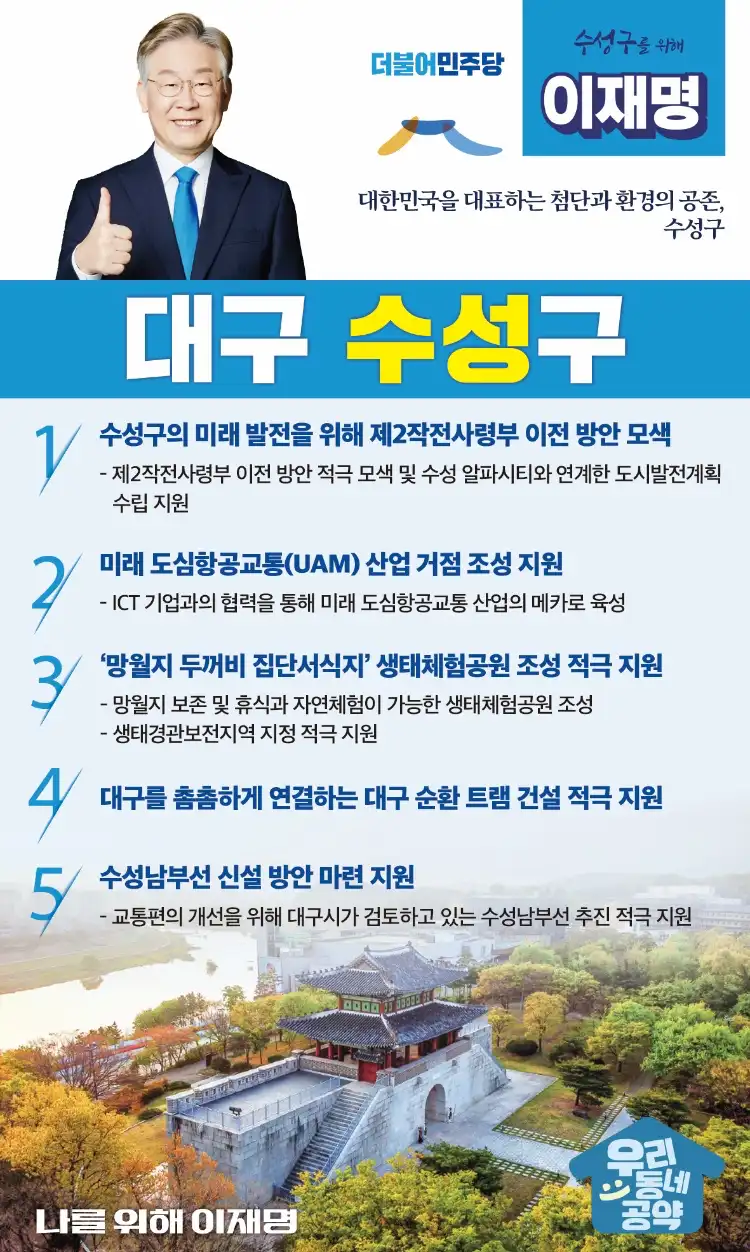 더불어민주당
수성구를 위해
이재명
대한민국을 대표하는 첨단과 환경의 공존,
수성구
대구 수성구
1
수성구의 미래 발전을 위해 제2작전사령부 이전 방안 모색
- 제2작전사령부 이전 방안 적극 모색 및 수성 알파시티와 연계한 도시발전계획
수립 지원
2
미래 도심항공교통(UAM) 산업 거점 조성 지원
- ICT 기업과의 협력을 통해 미래 도심항공교통 산업의 메카로 육성
3
‘망월지 두꺼비 집단서식지’ 생태체험공원 조성 적극 지원
- 망월지 보존 및 휴식과 자연체험이 가능한 생태체험공원 조성
- 생태경관보전지역 지정 적극 지원
4
대구를 촘촘하게 연결하는 대구 순환 트램 건설 적극 지원
5
수성남부선 신설 방안 마련 지원
- 교통편의 개선을 위해 대구시가 검토하고 있는 수성남부선 추진 적극 지원
나를 위해 이재명
우리
동네
공약